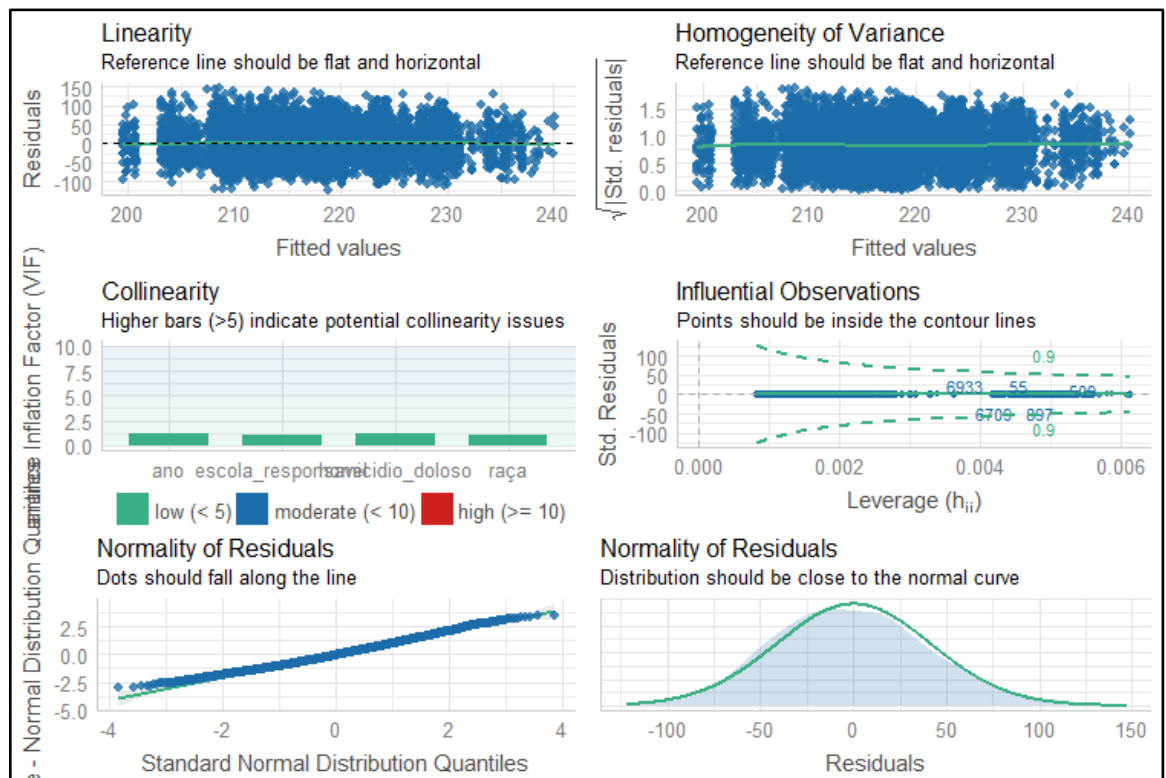 Linearity
Reference line should be flat and horizontal
Residuals
150
100
50
0
-50
-100
200
210
220
230
240
Fitted values
Homogeneity of Variance
Reference line should be flat and horizontal
√|Std. residuals|
1.5
1.0
0.5
0.0
200
210
220
230
240
Fitted values
Collinearity
Higher bars (>5) indicate potential collinearity issues
Inflation Factor (VIF)
10.0
7.5
5.0
2.5
0.0
ano
raça
low (< 5)
moderate (< 10)
high (>= 10)
Influential Observations
Points should be inside the contour lines
Std. Residuals
100
50
0
-50
-100
0.9
6933
55
509
6709
897
0.9
0.000
0.002
0.004
0.006
Leverage (hii)
Normality of Residuals
Dots should fall along the line
- Normal Distribution
2.5
0.0
-2.5
-5.0
-4
-2
0
2
4
Standard Normal Distribution Quantiles
Normality of Residuals
Distribution should be close to the normal curve
-100
-50
0
50
100
150
Residuals